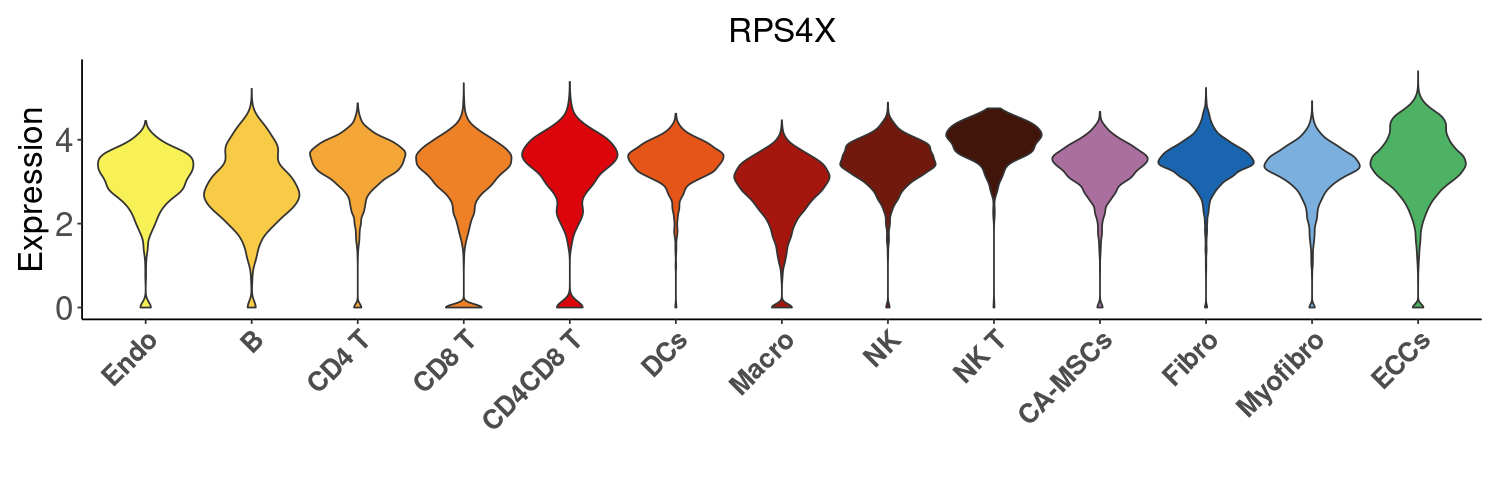 RPS4X
Expression
4
2
0
Endo
B
CD4 T
CD8 T
CD4CD8 T
DCs
Macro
NK
NK T
CA-MSCs
Fibro
Myofibro
ECCs